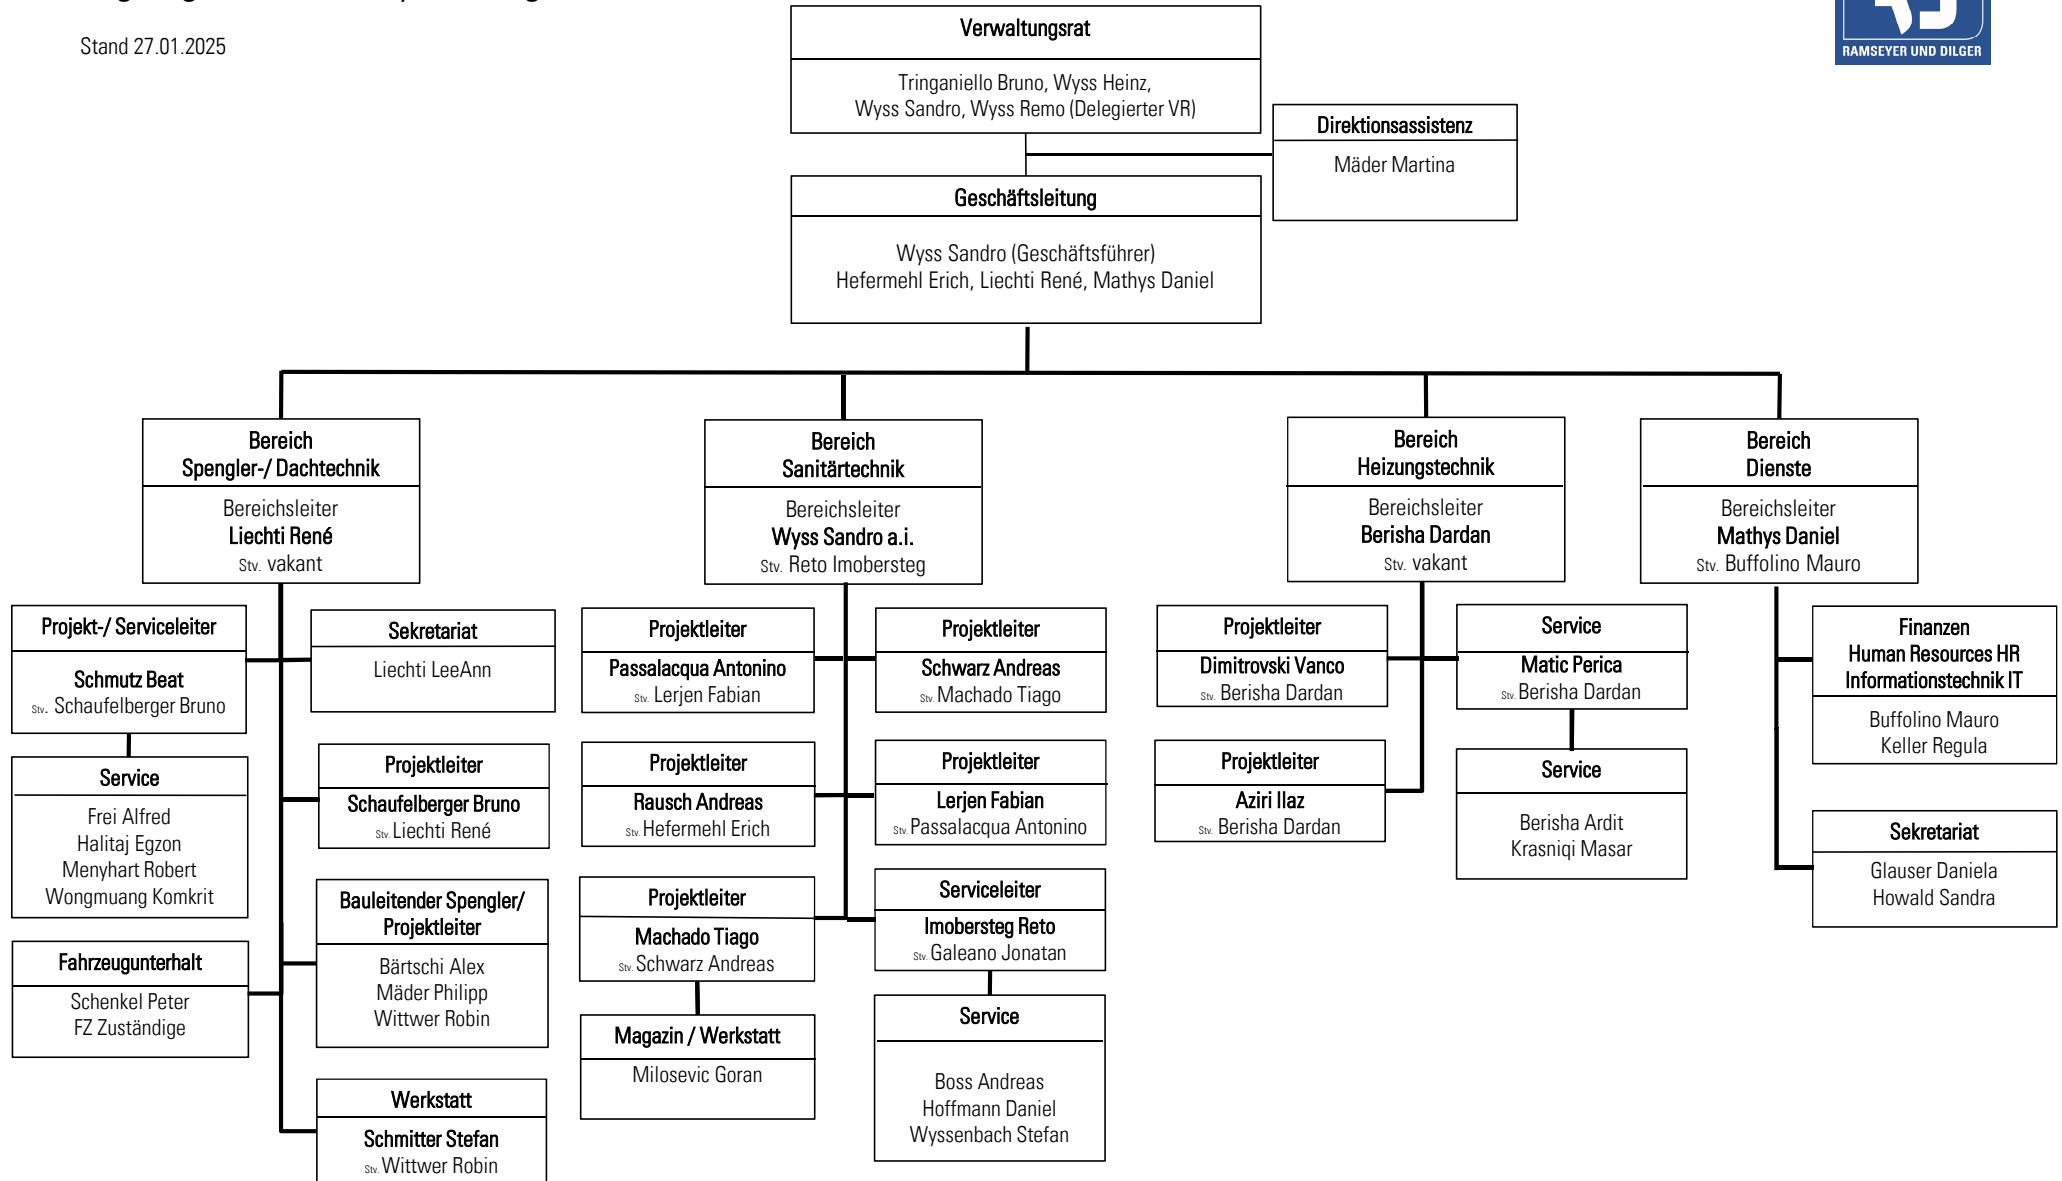 Stand 27.01.2025
RAMSEYER UND DILGER
Verwaltungsrat
Tringaniello Bruno, Wyss Heinz,
Wyss Sandro, Wyss Remo (Delegierter VR)
Direktionsassistenz
Mäder Martina
Geschäftsleitung
Wyss Sandro (Geschäftsführer)
Hefermehl Erich, Liechti René, Mathys Daniel
Bereich
Spengler-/ Dachtechnik
Bereichsleiter
Liechti René
Stv. vakant
Projekt-/ Serviceleiter
Schmutz Beat
Stv. Schaufelberger Bruno
Service
Frei Alfred
Halitaj Egzon
Menyhart Robert
Wongmuang Komkrit
Fahrzeugunterhalt
Schenkel Peter
FZ Zuständige
Sekretariat
Liechti LeeAnn
Projektleiter
Schaufelberger Bruno
Stv. Liechti René
Bauleitender Spengler/
Projektleiter
Bärtschi Alex
Mäder Philipp
Wittwer Robin
Werkstatt
Schmitter Stefan
Stv. Wittwer Robin
Bereich
Sanitärtechnik
Bereichsleiter
Wyss Sandro a.i.
Stv. Reto Imobersteg
Projektleiter
Passalacqua Antonino
Stv. Lerjen Fabian
Projektleiter
Rausch Andreas
Stv. Hefermehl Erich
Projektleiter
Machado Tiago
Stv. Schwarz Andreas
Magazin / Werkstatt
Milosevic Goran
Projektleiter
Schwarz Andreas
Stv. Machado Tiago
Projektleiter
Lerjen Fabian
Stv. Passalacqua Antonino
Serviceleiter
Imobersteg Reto
Stv. Galeano Jonatan
Service
Boss Andreas
Hoffmann Daniel
Wyssenbach Stefan
Bereich
Heizungstechnik
Bereichsleiter
Berisha Dardan
Stv. vakant
Projektleiter
Dimitrovski Vanco
Stv. Berisha Dardan
Projektleiter
Aziri Ilaz
Stv. Berisha Dardan
Service
Matic Perica
Stv. Berisha Dardan
Service
Berisha Ardit
Krasniqi Masar
Bereich
Dienste
Bereichsleiter
Mathys Daniel
Stv. Buffolino Mauro
Finanzen
Human Resources HR
Informationstechnik IT
Buffolino Mauro
Keller Regula
Sekretariat
Glauser Daniela
Howald Sandra